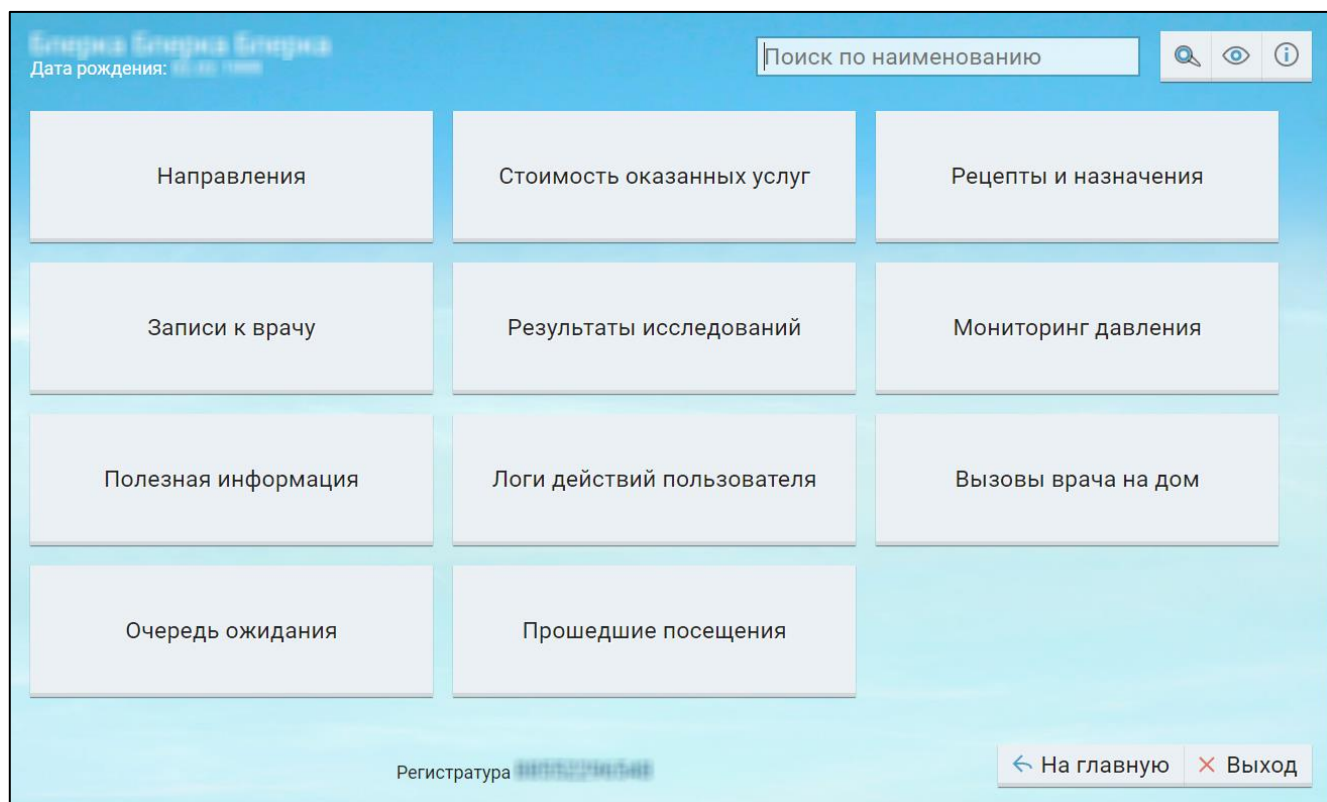 Дата рождения:
Поиск по наименованию
Направления
Стоимость оказанных услуг
Рецепты и назначения
Записи к врачу
Результаты исследований
Мониторинг давления
Полезная информация
Логи действий пользователя
Вызовы врача на дом
Очередь ожидания
Прошедшие посещения
Регистратура
На главную
Выход